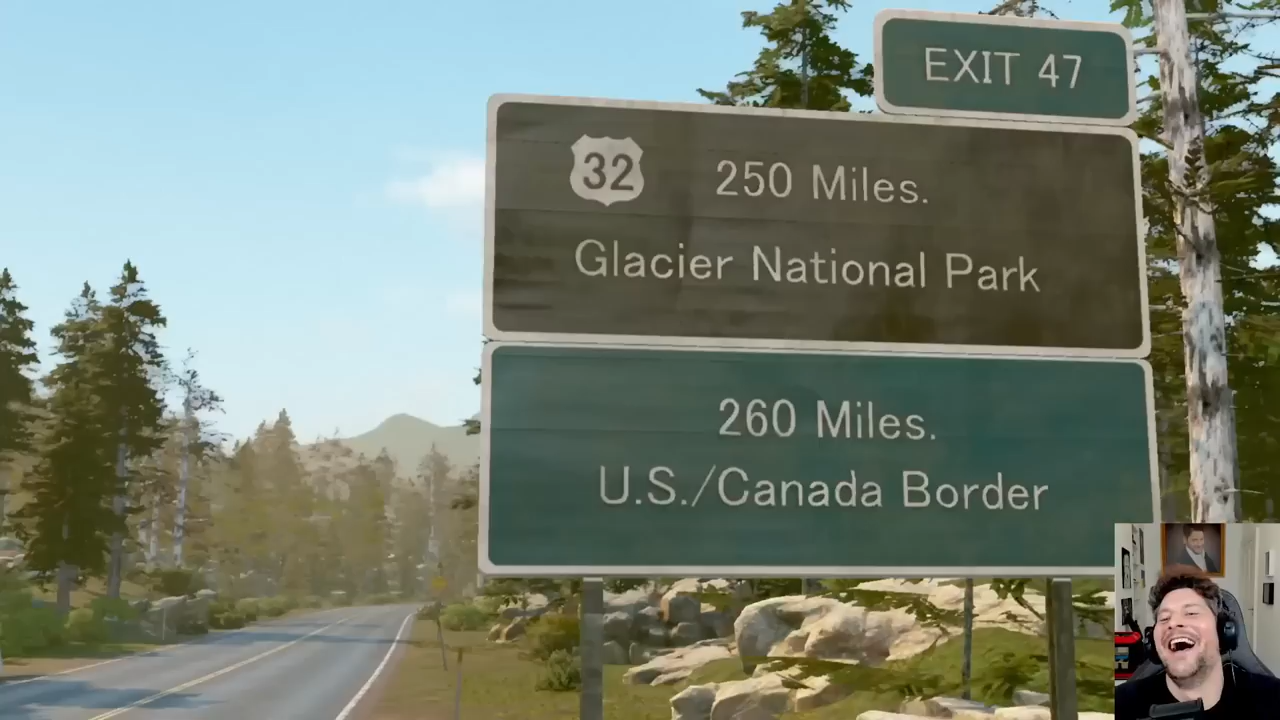 EXIT 47
32 250 Miles.
Glacier National Park
260 Miles.
U.S./Canada Border